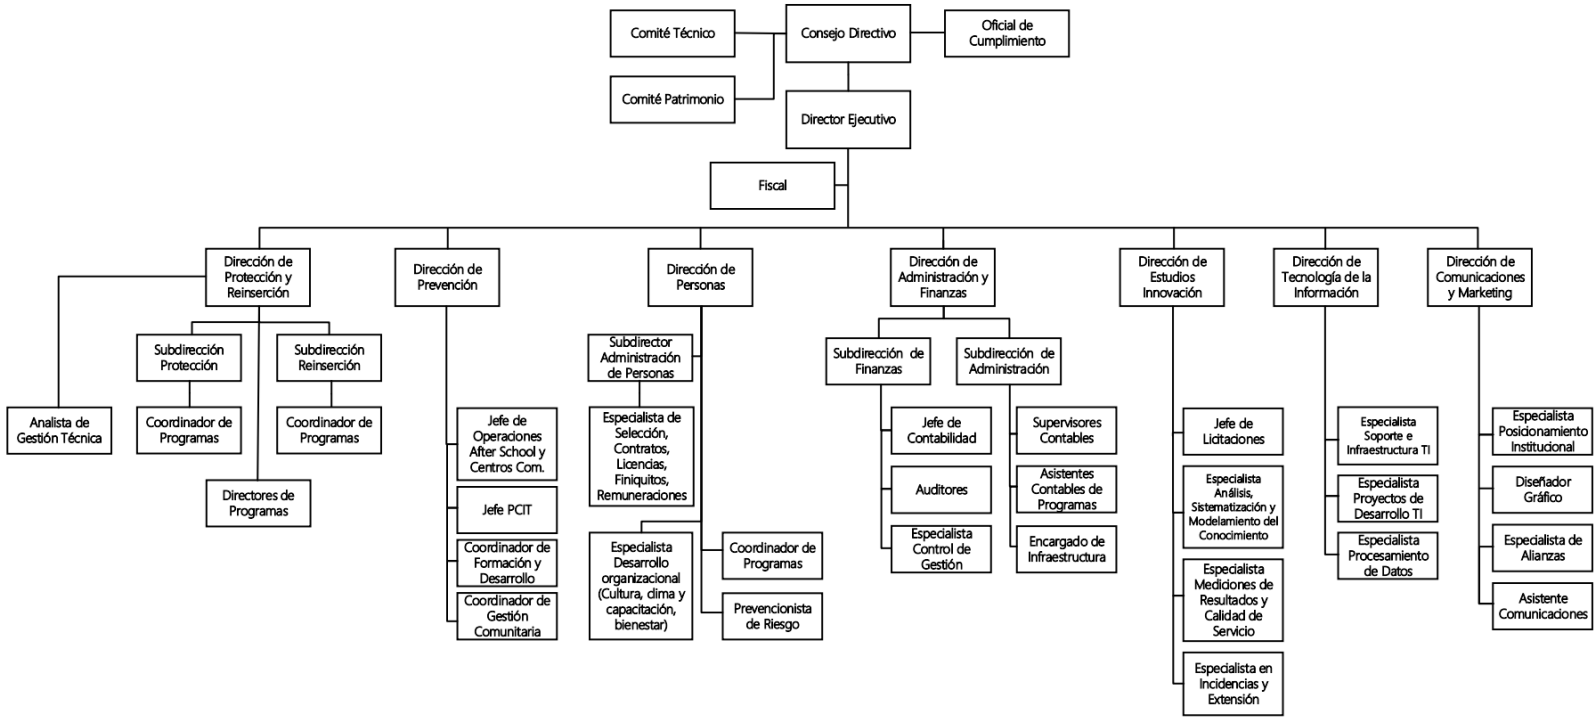 Comité Técnico
Consejo Directivo
Oficial de
Cumplimiento
Comité Patrimonio
Director Ejecutivo
Fiscal
Dirección de
Protección y
Reinserción
Dirección de
Prevención
Dirección de
Personas
Dirección de
Administración y
Finanzas
Dirección de
Estudios
Innovación
Dirección de
Tecnología de la
Información
Dirección de
Comunicaciones
y Marketing
Subdirección
Protección
Subdirección
Reinserción
Analista de
Gestión Técnica
Coordinador de
Programas
Coordinador de
Programas
Directores de
Programas
Jefe de
Operaciones
After School y
Centros Com.
Jefe PCIT
Coordinador de
Formación y
Desarrollo
Coordinador de
Gestión
Comunitaria
Subdirector
Administración
de Personas
Especialista de
Selección,
Contratos,
Licencias,
Finiquitos,
Remuneraciones
Especialista
Desarrollo
organizacional
(Cultura, clima y
capacitación,
bienestar)
Coordinador de
Programas
Prevencionista
de Riesgo
Subdirección de
Finanzas
Subdirección de
Administración
Jefe de
Contabilidad
Auditores
Especialista
Control de
Gestión
Supervisores
Contables
Asistentes
Contables de
Programas
Encargado de
Infraestructura
Jefe de
Licitaciones
Especialista
Análisis,
Sistematización y
Modelamiento del
Conocimiento
Especialista
Mediciones de
Resultados y
Calidad de
Servicio
Especialista en
Incidencias y
Extensión
Especialista
Soporte e
Infraestructura TI
Especialista
Proyectos de
Desarrollo TI
Especialista
Procesamiento
de Datos
Especialista
Posicionamiento
Institucional
Diseñador
Gráfico
Especialista de
Alianzas
Asistente
Comunicaciones